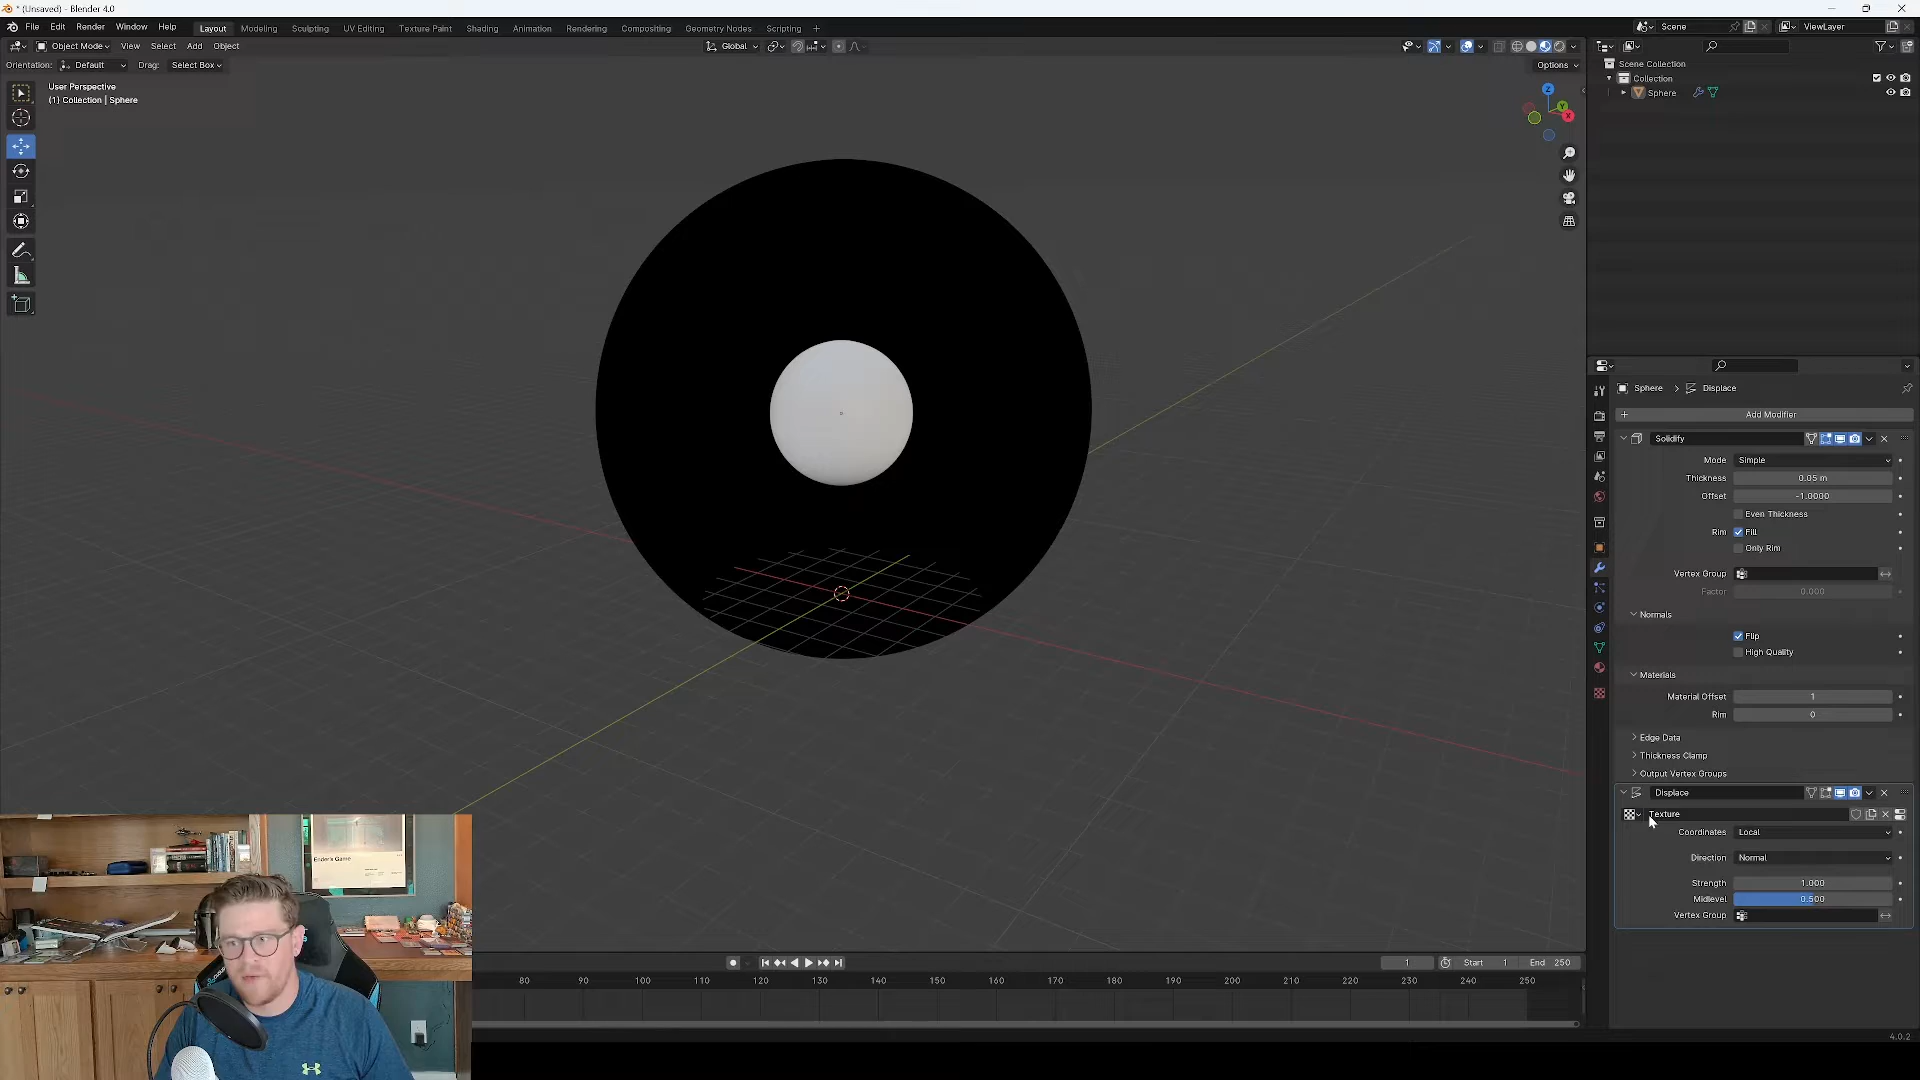 * (Unsaved) - Blender 4.0
File Edit Render Window Help Layout Modeling Sculpting UV Editing Texture Paint Shading Animation Rendering Compositing Geometry Nodes Scripting + Scene ViewLayer
Object Mode View Select Add Object Global
Orientation: Default Drag: Select Box Options
User Perspective
(1) Collection | Sphere
Z
Y
X
Scene Collection
Collection
Sphere
Sphere > Displace
+ Add Modifier
Solidify
Mode Simple
Thickness 0.05 m
Offset -1.0000
Even Thickness
Rim Fill
Only Rim
Vertex Group
Factor 0.000
Normals
Flip
High Quality
Materials
Material Offset 1
Rim 0
Edge Data
Thickness Clamp
Output Vertex Groups
Displace
Texture
Coordinates Local
Direction Normal
Strength 1.000
Midlevel 0.500
Vertex Group
Ender's Game
1 Start 1 End 250
80 90 100 110 120 130 140 150 160 170 180 190 200 210 220 230 240 250
4.0.2